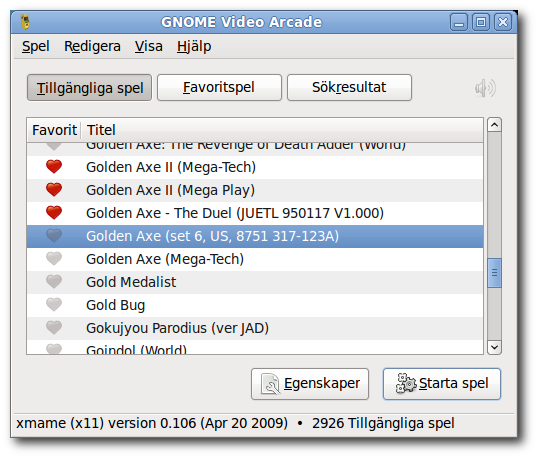 GNOME Video Arcade
Spel Redigera Visa Hjälp
Tillgängliga spel Favoritspel Sökresultat
Favorit Titel
Golden Axe: The Revenge of Death Adder (World)
Golden Axe II (Mega-Tech)
Golden Axe II (Mega Play)
Golden Axe - The Duel (JUETL 950117 V1.000)
Golden Axe (set 6, US, 8751 317-123A)
Golden Axe (Mega-Tech)
Gold Medalist
Gold Bug
Gokujyou Parodius (ver JAD)
Goindol (World)
Egenskaper Starta spel
xmame (x11) version 0.106 (Apr 20 2009) • 2926 Tillgängliga spel